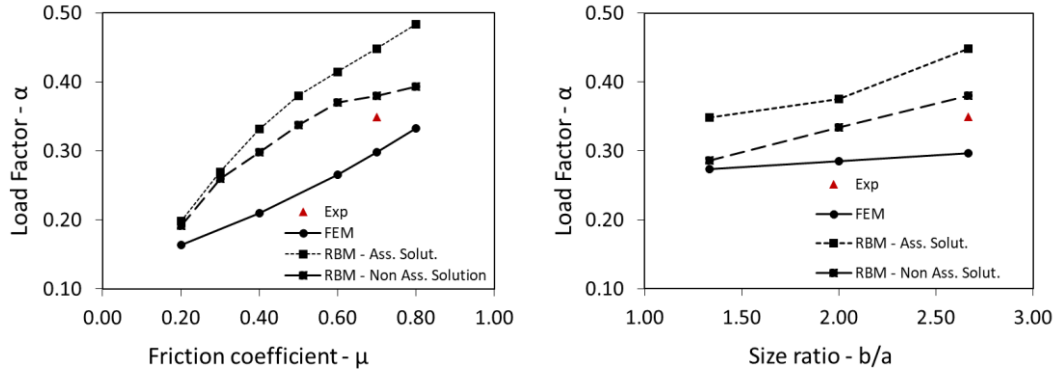 0.50
0.40
0.30
0.20
0.10
Load Factor - α
0.00 0.20 0.40 0.60 0.80 1.00
Friction coefficient - μ
Exp
FEM
RBM - Ass. Solut.
RBM - Non Ass. Solution
0.50
0.40
0.30
0.20
0.10
Load Factor - α
1.00 1.50 2.00 2.50 3.00
Size ratio - b/a
Exp
FEM
RBM - Ass. Solut.
RBM - Non Ass. Solut.